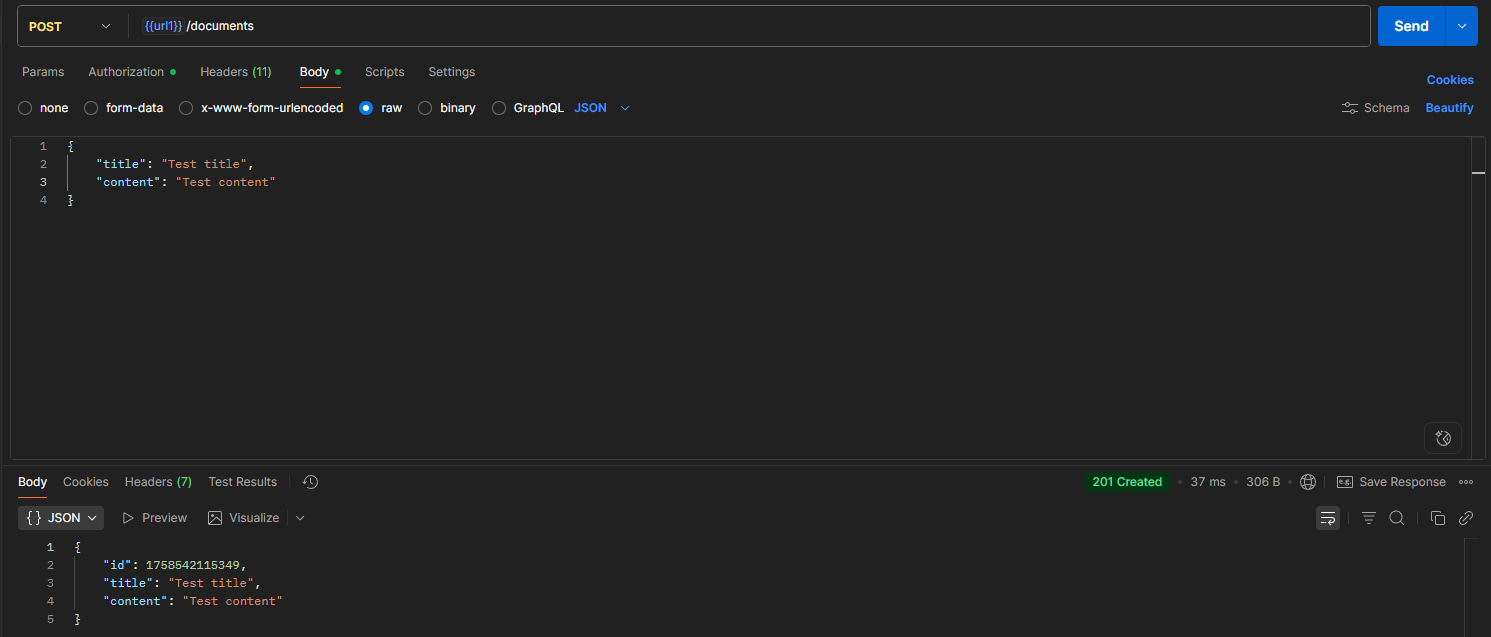 POST {{url1}} /documents Send
Params Authorization Headers (11) Body Scripts Settings Cookies
none form-data x-www-form-urlencoded raw binary GraphQL JSON Schema Beautify
1 {
2 "title": "Test title",
3 "content": "Test content"
4 }
Body Cookies Headers (7) Test Results 201 Created • 37 ms • 306 B • e.g. Save Response
{} JSON Preview Visualize
1 {
2 "id": 1758542115349,
3 "title": "Test title",
4 "content": "Test content"
5 }